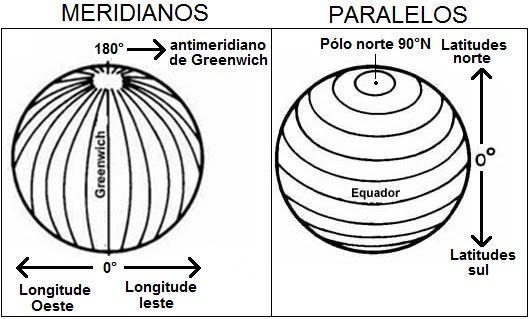 MERIDIANOS
180°
antimeridiano
de Greenwich
Greenwich
0°
Longitude
Oeste
Longitude
leste
PARALELOS
Pólo norte 90°N
Latitudes
norte
0°
Equador
Latitudes
sul